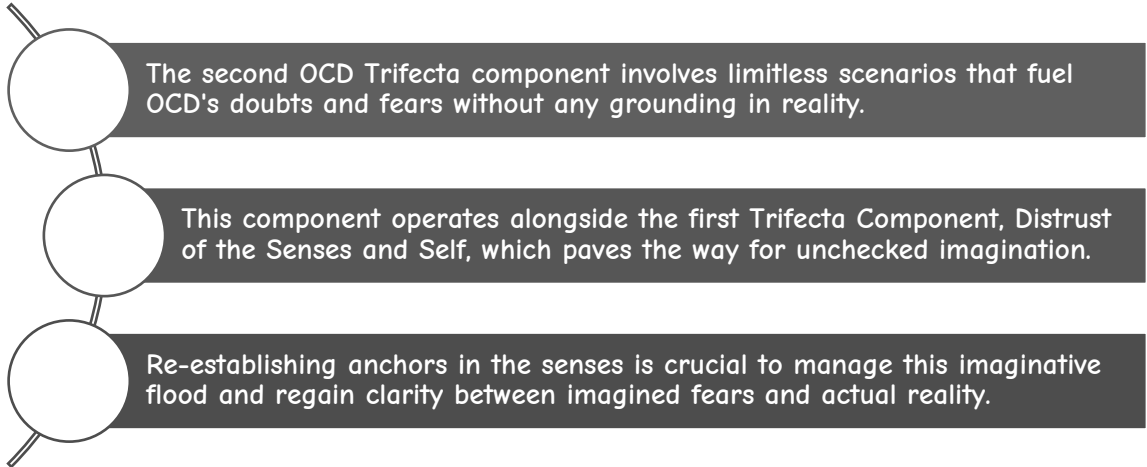 The second OCD Trifecta component involves limitless scenarios that fuel
OCD's doubts and fears without any grounding in reality.
This component operates alongside the first Trifecta Component, Distrust
of the Senses and Self, which paves the way for unchecked imagination.
Re-establishing anchors in the senses is crucial to manage this imaginative
flood and regain clarity between imagined fears and actual reality.